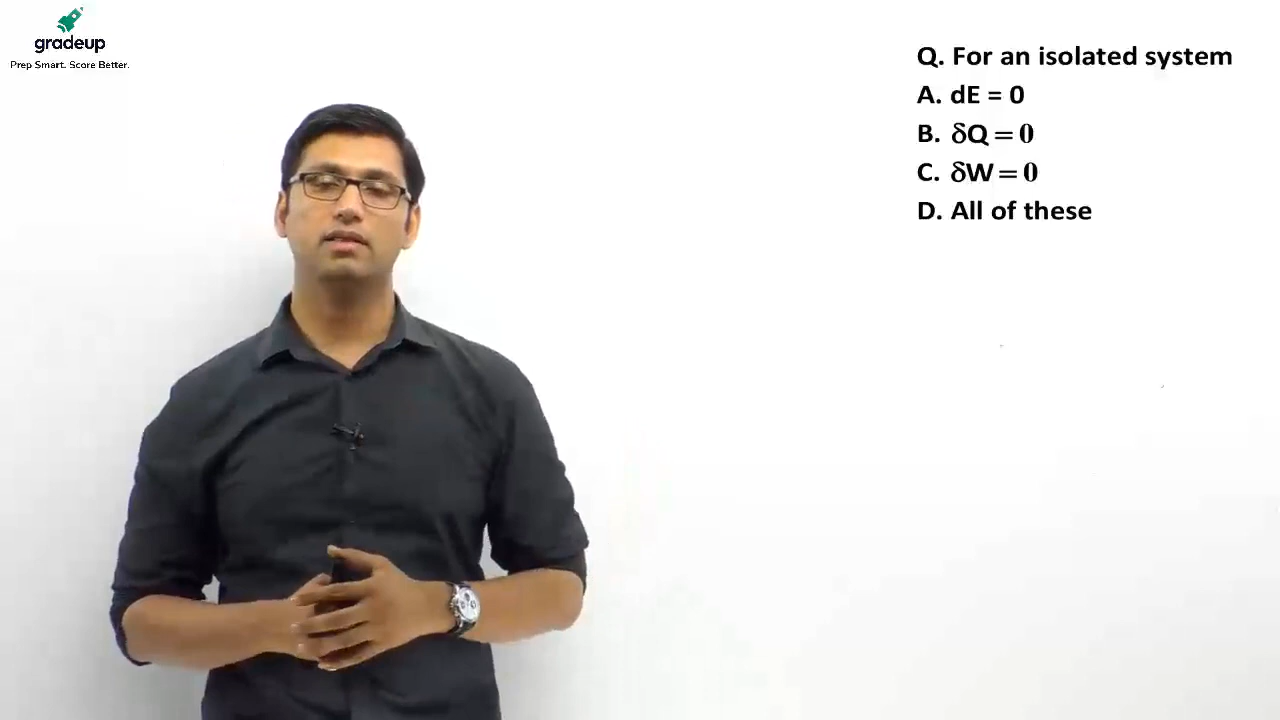 gradeup
Prep Smart. Score Better.
Q. For an isolated system
A. dE = 0
B. δQ = 0
C. δW = 0
D. All of these